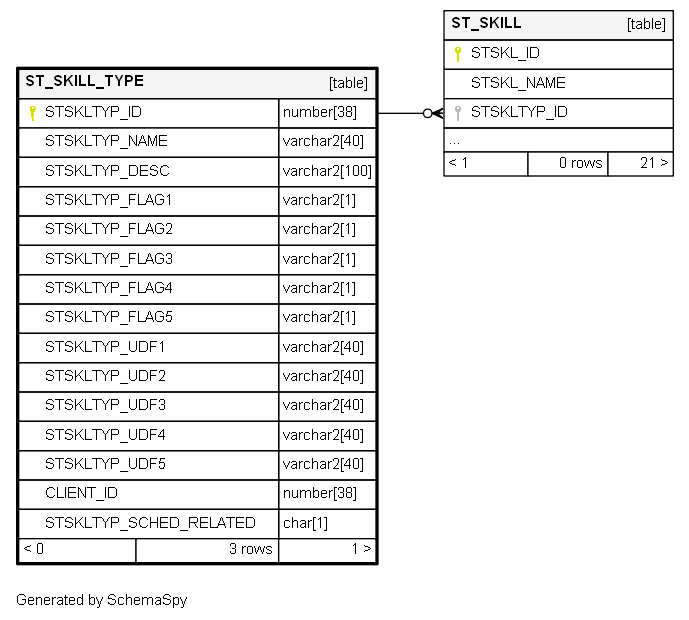 ST_SKILL [table]
STSKL_ID
STSKL_NAME
STSKLTYP_ID
...
< 1 0 rows 21 >
ST_SKILL_TYPE [table]
STSKLTYP_ID number[38]
STSKLTYP_NAME varchar2[40]
STSKLTYP_DESC varchar2[100]
STSKLTYP_FLAG1 varchar2[1]
STSKLTYP_FLAG2 varchar2[1]
STSKLTYP_FLAG3 varchar2[1]
STSKLTYP_FLAG4 varchar2[1]
STSKLTYP_FLAG5 varchar2[1]
STSKLTYP_UDF1 varchar2[40]
STSKLTYP_UDF2 varchar2[40]
STSKLTYP_UDF3 varchar2[40]
STSKLTYP_UDF4 varchar2[40]
STSKLTYP_UDF5 varchar2[40]
CLIENT_ID number[38]
STSKLTYP_SCHED_RELATED char[1]
< 0 3 rows 1 >
Generated by SchemaSpy